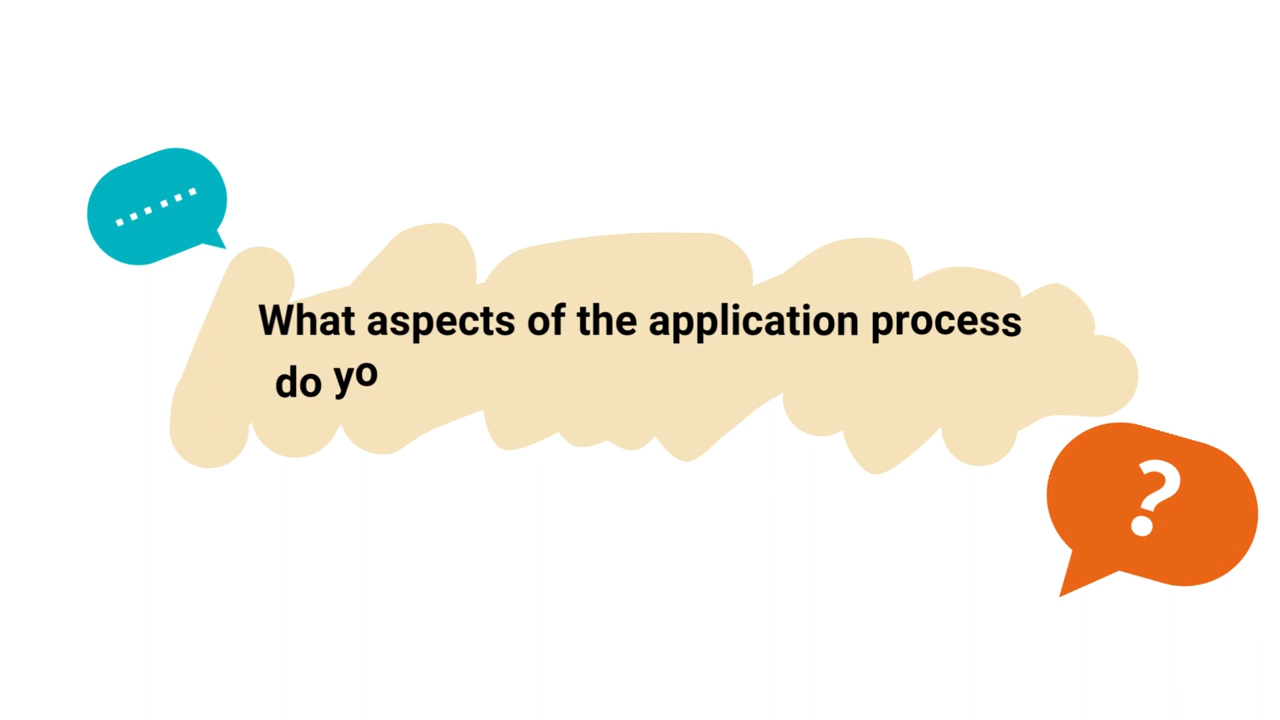 What aspects of the application process
do yo
?